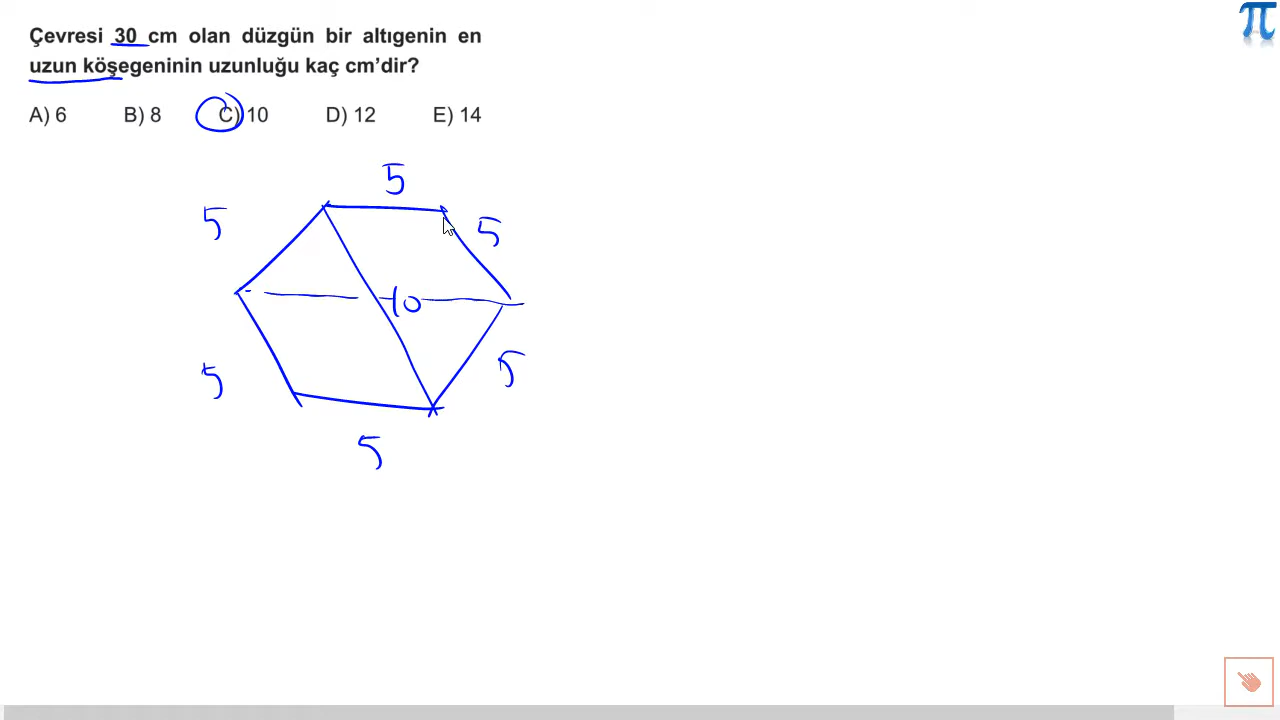 Çevresi 30 cm olan düzgün bir altıgenin en
uzun köşegeninin uzunluğu kaç cm'dir?
A) 6 B) 8 C) 10 D) 12 E) 14
5
5
5
10
5
5
5
π